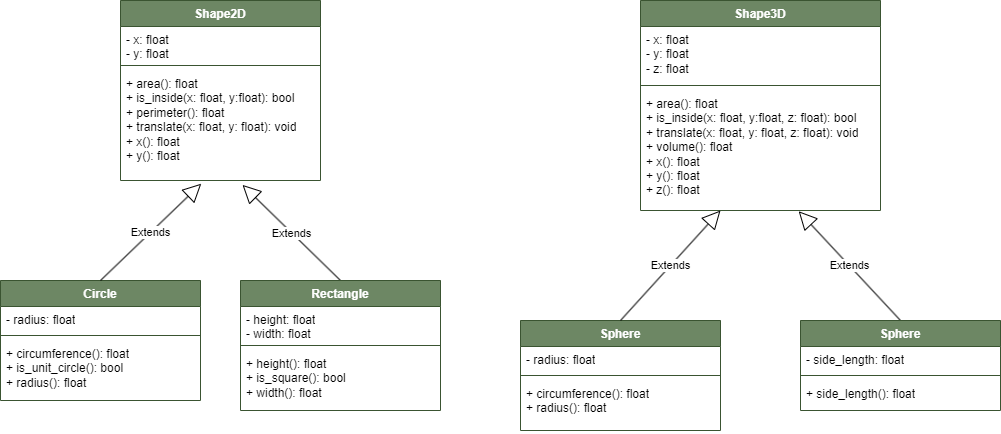 Shape2D
- x: float
- y: float
+ area(): float
+ is_inside(x: float, y:float): bool
+ perimeter(): float
+ translate(x: float, y: float): void
+ x(): float
+ y(): float
Shape3D
- x: float
- y: float
- z: float
+ area(): float
+ is_inside(x: float, y:float, z: float): bool
+ translate(x: float, y: float, z: float): void
+ volume(): float
+ x(): float
+ y(): float
+ z(): float
Extends
Extends
Extends
Extends
Circle
- radius: float
+ circumference(): float
+ is_unit_circle(): bool
+ radius(): float
Rectangle
- height: float
- width: float
+ height(): float
+ is_square(): bool
+ width(): float
Sphere
- radius: float
+ circumference(): float
+ radius(): float
Sphere
- side_length: float
+ side_length(): float